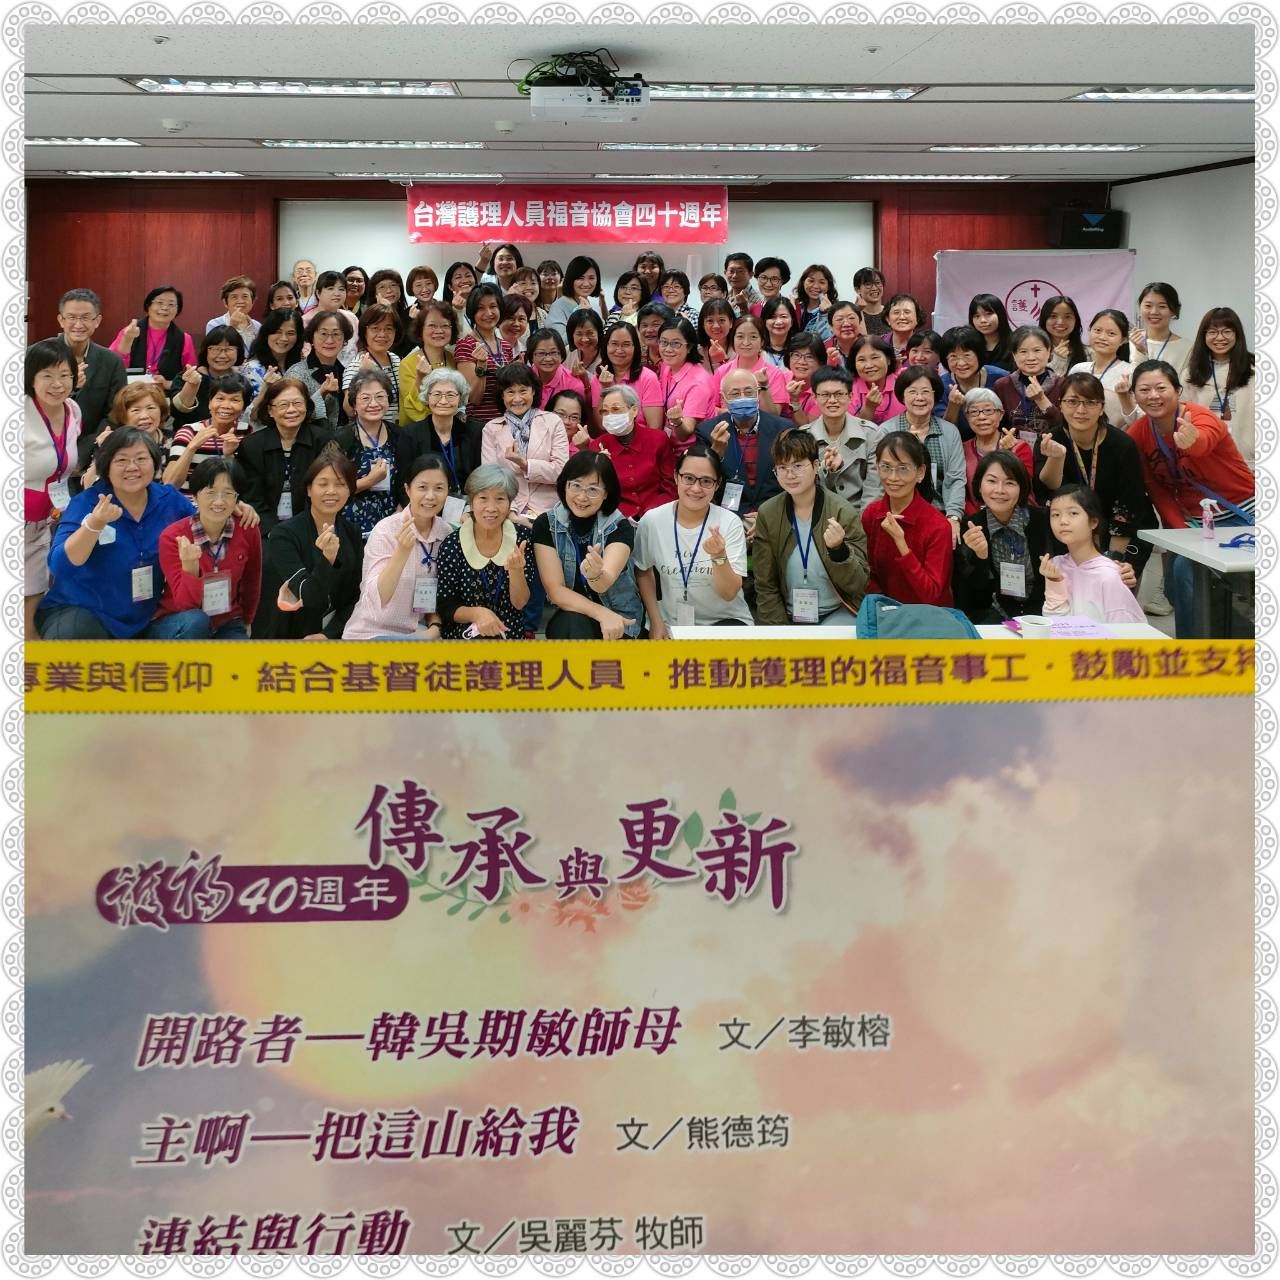 台灣護理人員福音協會四十週年
護
專業與信仰．結合基督徒護理人員．推動護理的福音事工．鼓勵並支持
傳承與更新
護福40週年
開路者—韓吳期敏師母 文／李敏榕
主啊—把這山給我 文／熊德筠
連結與行動 文／吳麗芬 牧師